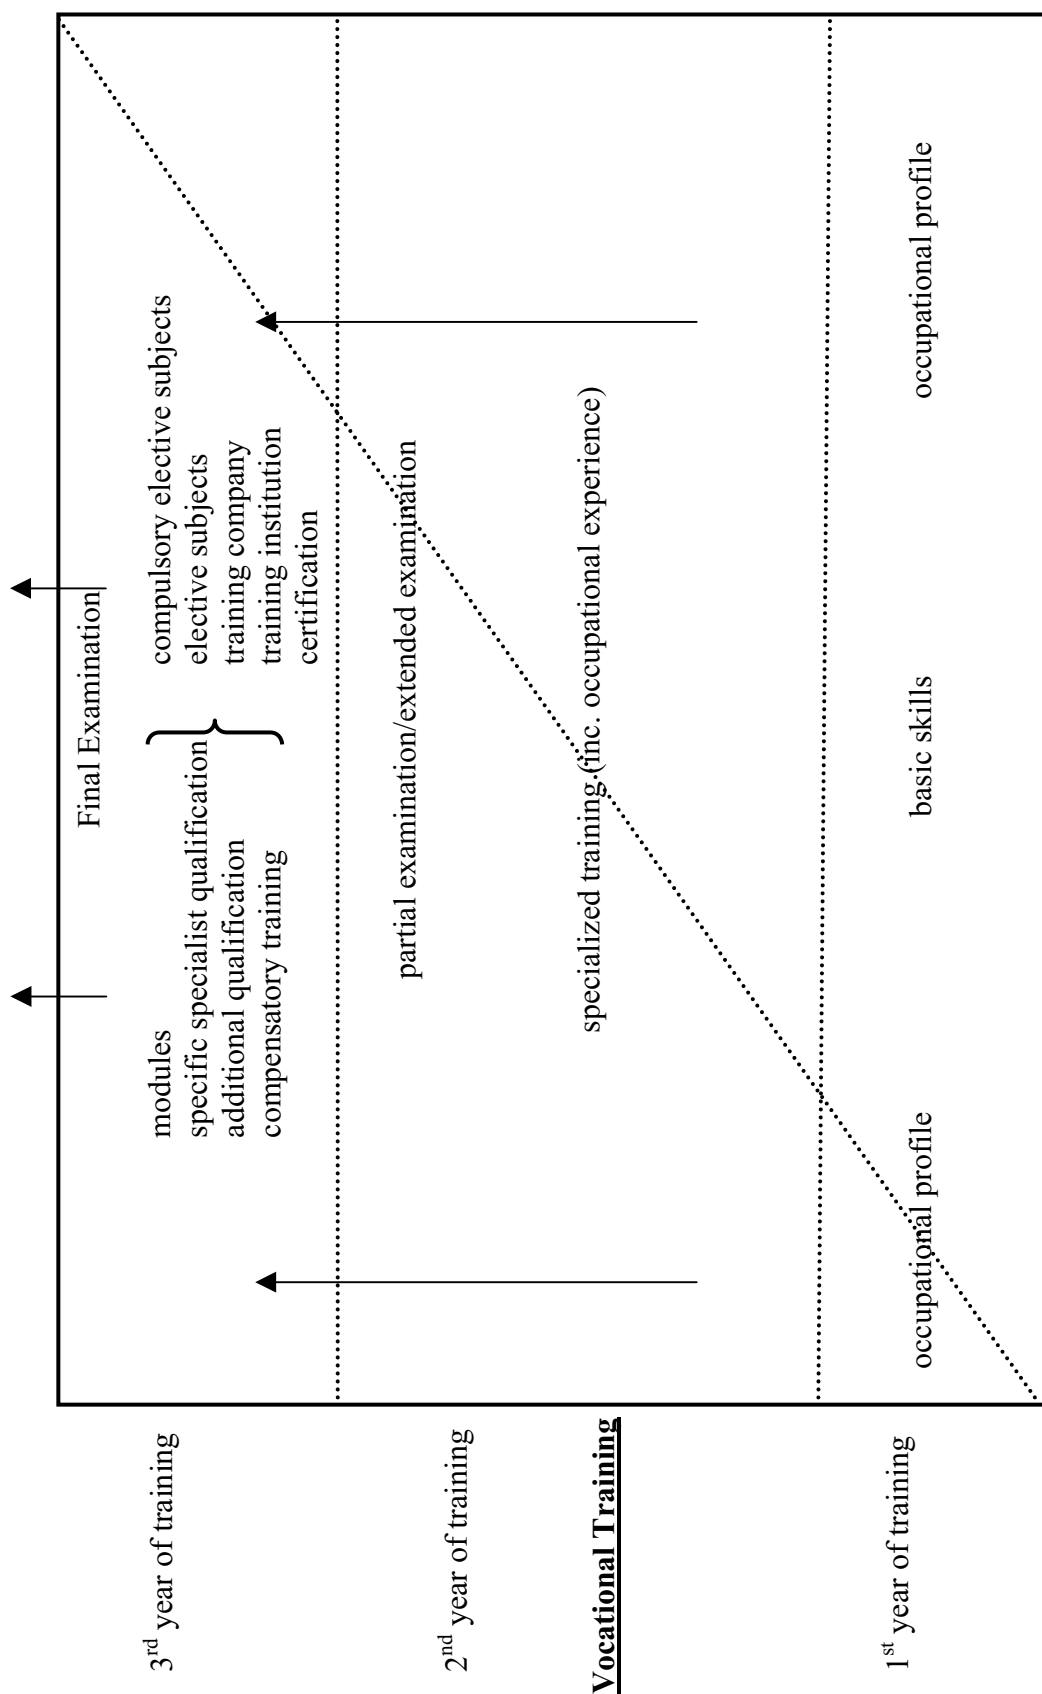 Final Examination
3rd year of training
modules
specific specialist qualification
additional qualification
compensatory training
compulsory elective subjects
elective subjects
training company
training institution
certification
2nd year of training
partial examination/extended examination
Vocational Training
specialized training (inc. occupational experience)
1st year of training
occupational profile
basic skills
occupational profile